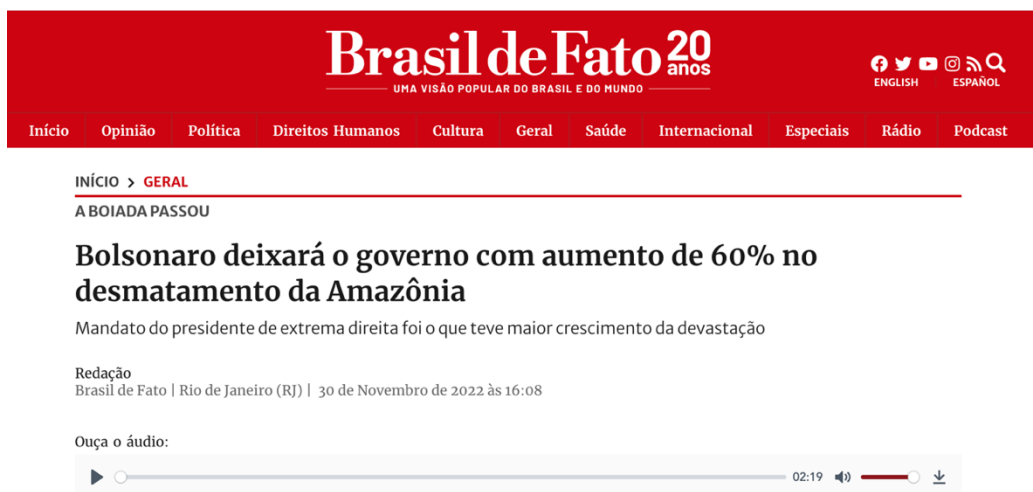 Brasil de Fato 20 anos
UMA VISÃO POPULAR DO BRASIL E DO MUNDO
ENGLISH ESPAÑOL
Início Opinião Política Direitos Humanos Cultura Geral Saúde Internacional Especiais Rádio Podcast
INÍCIO > GERAL
A BOIADA PASSOU
Bolsonaro deixará o governo com aumento de 60% no
desmatamento da Amazônia
Mandato do presidente de extrema direita foi o que teve maior crescimento da devastação
Redação
Brasil de Fato | Rio de Janeiro (RJ) | 30 de Novembro de 2022 às 16:08
Ouça o áudio:
02:19